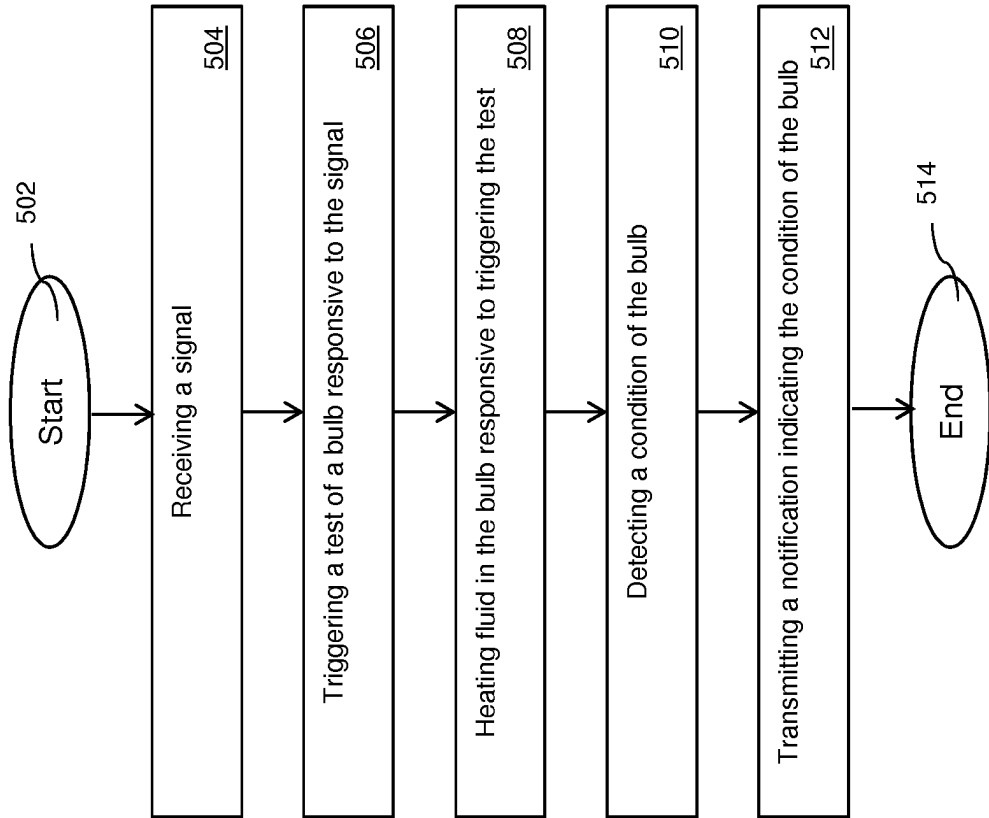 Start
502
Receiving a signal
504
Triggering a test of a bulb responsive to the signal
506
Heating fluid in the bulb responsive to triggering the test
508
Detecting a condition of the bulb
510
Transmitting a notification indicating the condition of the bulb
512
End
514